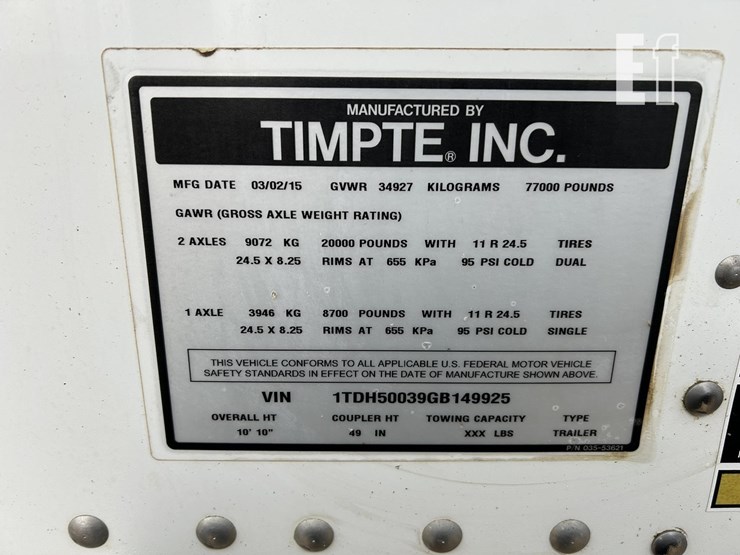 Ef
MANUFACTURED BY
TIMPTE® INC.
MFG DATE 03/02/15 GVWR 34927 KILOGRAMS 77000 POUNDS
GAWR (GROSS AXLE WEIGHT RATING)
2 AXLES 9072 KG 20000 POUNDS WITH 11 R 24.5 TIRES
24.5 X 8.25 RIMS AT 655 KPa 95 PSI COLD DUAL
1 AXLE 3946 KG 8700 POUNDS WITH 11 R 24.5 TIRES
24.5 X 8.25 RIMS AT 655 KPa 95 PSI COLD SINGLE
THIS VEHICLE CONFORMS TO ALL APPLICABLE U.S. FEDERAL MOTOR VEHICLE
SAFETY STANDARDS IN EFFECT ON THE DATE OF MANUFACTURE SHOWN ABOVE.
VIN 1TDH50039GB149925
OVERALL HT COUPLER HT TOWING CAPACITY TYPE
10' 10" 49 IN XXX LBS TRAILER
P/N 035-53621